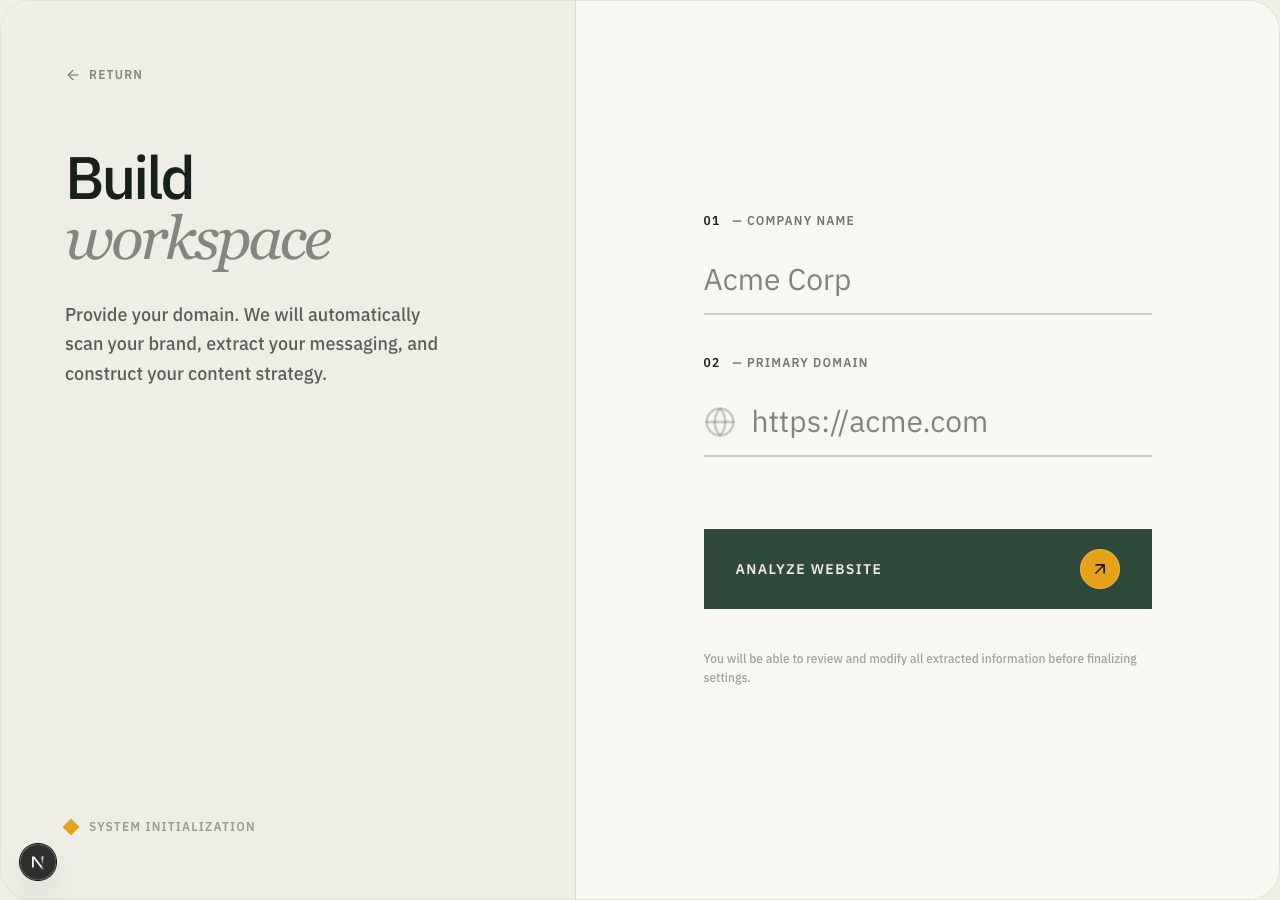 RETURN
Build
workspace
Provide your domain. We will automatically
scan your brand, extract your messaging, and
construct your content strategy.
SYSTEM INITIALIZATION
N
01 — COMPANY NAME
Acme Corp
02 — PRIMARY DOMAIN
https://acme.com
ANALYZE WEBSITE
You will be able to review and modify all extracted information before finalizing
settings.